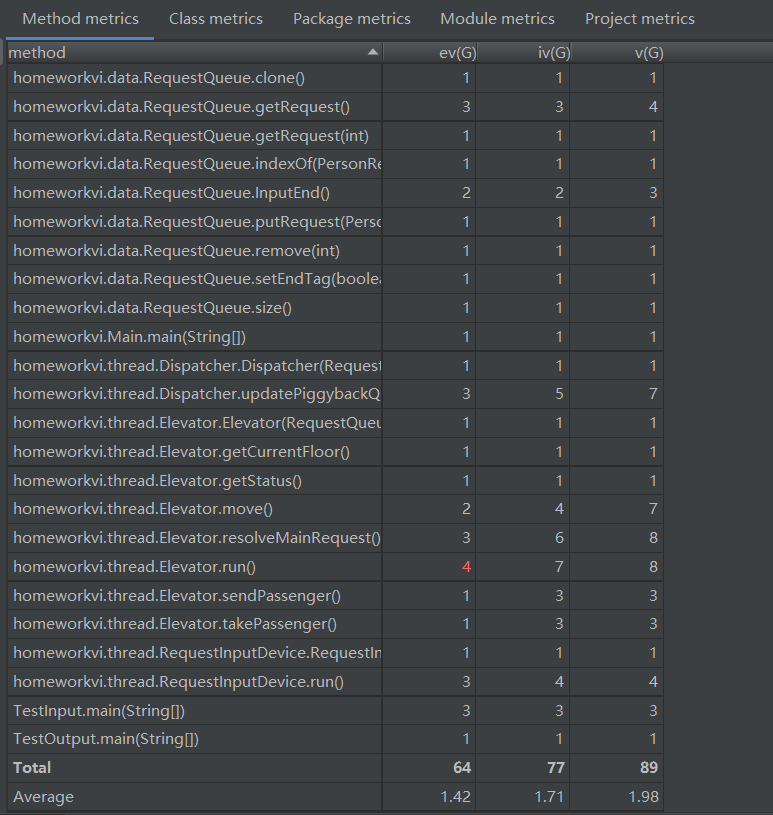 Method metrics Class metrics Package metrics Module metrics Project metrics
method ev(G) iv(G) v(G)
homeworkvi.data.RequestQueue.clone() 1 1 1
homeworkvi.data.RequestQueue.getRequest() 3 3 4
homeworkvi.data.RequestQueue.getRequest(int) 1 1 1
homeworkvi.data.RequestQueue.indexOf(PersonRe 1 1 1
homeworkvi.data.RequestQueue.InputEnd() 2 2 3
homeworkvi.data.RequestQueue.putRequest(Perso 1 1 1
homeworkvi.data.RequestQueue.remove(int) 1 1 1
homeworkvi.data.RequestQueue.setEndTag(boolea 1 1 1
homeworkvi.data.RequestQueue.size() 1 1 1
homeworkvi.Main.main(String[]) 1 1 1
homeworkvi.thread.Dispatcher.Dispatcher(Request 1 1 1
homeworkvi.thread.Dispatcher.updatePiggybackQ 3 5 7
homeworkvi.thread.Elevator.Elevator(RequestQueu 1 1 1
homeworkvi.thread.Elevator.getCurrentFloor() 1 1 1
homeworkvi.thread.Elevator.getStatus() 1 1 1
homeworkvi.thread.Elevator.move() 2 4 7
homeworkvi.thread.Elevator.resolveMainRequest() 3 6 8
homeworkvi.thread.Elevator.run() 4 7 8
homeworkvi.thread.Elevator.sendPassenger() 1 3 3
homeworkvi.thread.Elevator.takePassenger() 1 3 3
homeworkvi.thread.RequestInputDevice.RequestIn 1 1 1
homeworkvi.thread.RequestInputDevice.run() 3 4 4
TestInput.main(String[]) 3 3 3
TestOutput.main(String[]) 1 1 1
Total 64 77 89
Average 1.42 1.71 1.98